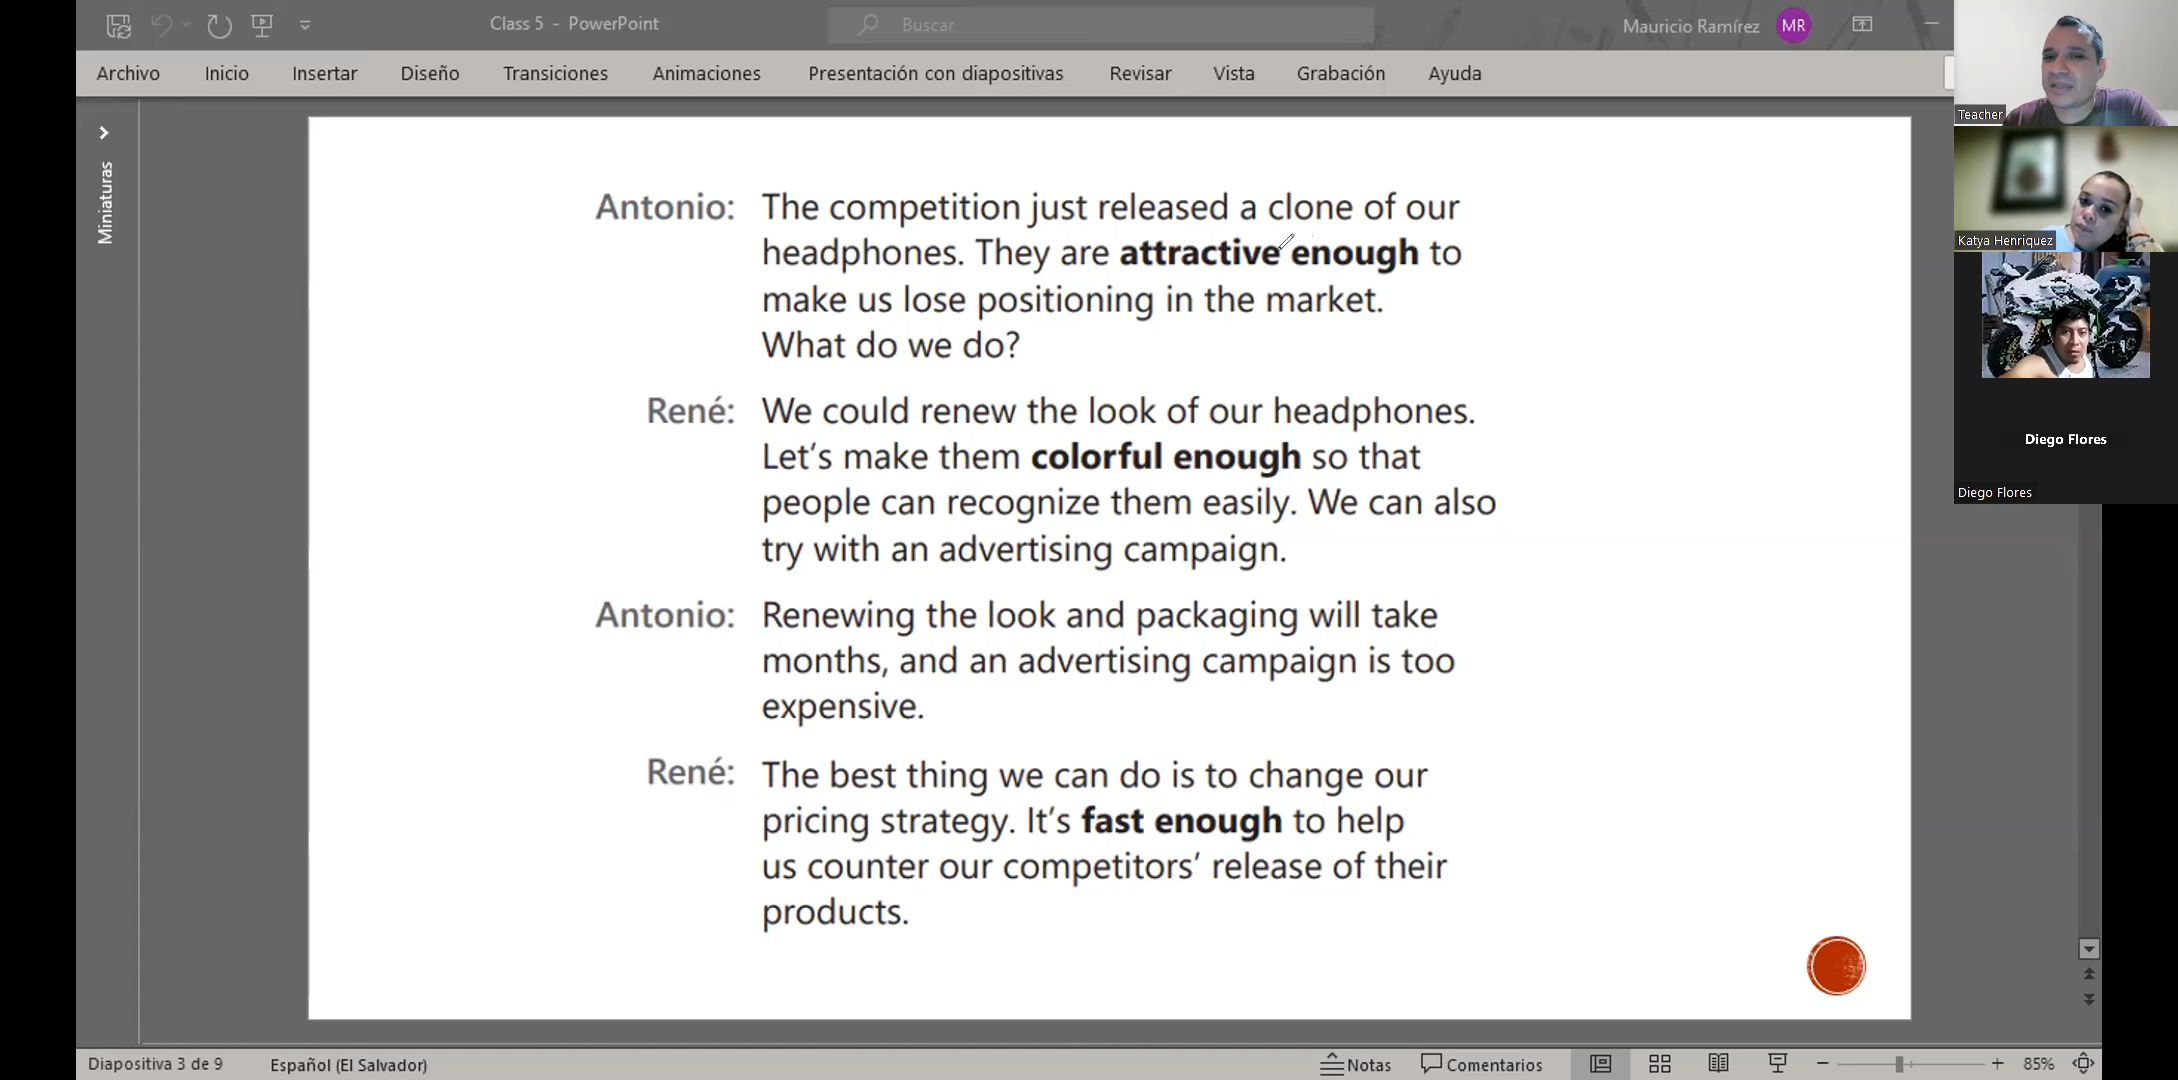 Class 5 - PowerPoint
Buscar
Mauricio Ramírez
MR
Archivo Inicio Insertar Diseño Transiciones Animaciones Presentación con diapositivas Revisar Vista Grabación Ayuda
Miniaturas
Antonio: The competition just released a clone of our
headphones. They are attractive enough to
make us lose positioning in the market.
What do we do?
René: We could renew the look of our headphones.
Let's make them colorful enough so that
people can recognize them easily. We can also
try with an advertising campaign.
Antonio: Renewing the look and packaging will take
months, and an advertising campaign is too
expensive.
René: The best thing we can do is to change our
pricing strategy. It's fast enough to help
us counter our competitors' release of their
products.
Teacher
Katya Henriquez
Diego Flores
Diego Flores
Diapositiva 3 de 9 Español (El Salvador) Notas Comentarios 85%